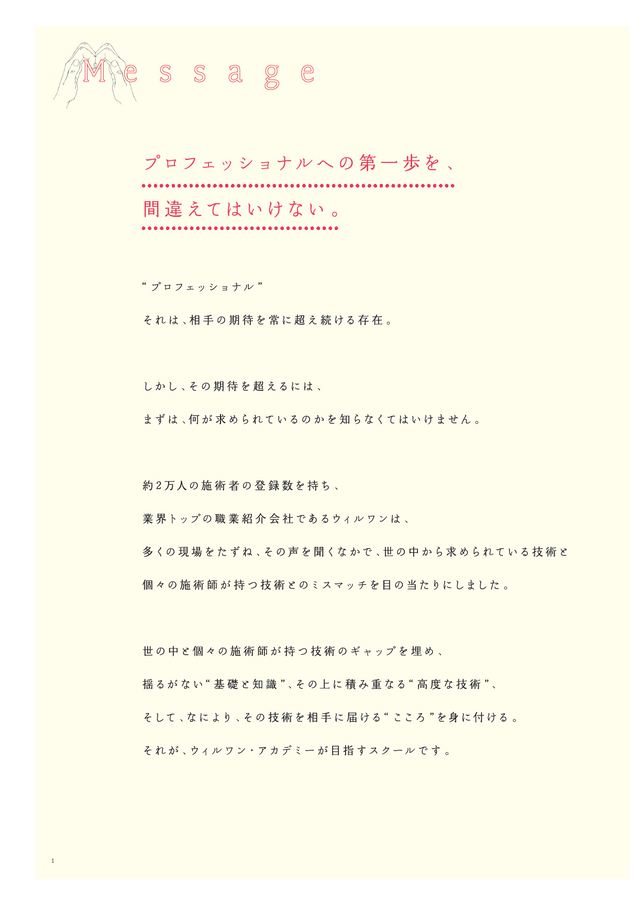 Message
プロフェッショナルへの第一歩を、
間違えてはいけない。
“プロフェッショナル”
それは、相手の期待を常に超え続ける存在。
しかし、その期待を超えるには、
まずは、何が求められているのかを知らなくてはいけません。
約2万人の施術者の登録数を持ち、
業界トップの職業紹介会社であるウィルワンは、
多くの現場をたずね、その声を聞くなかで、世の中から求められている技術と
個々の施術師が持つ技術とのミスマッチを目の当たりにしました。
世の中と個々の施術師が持つ技術のギャップを埋め、
揺るがない“基礎と知識”、その上に積み重なる“高度な技術”、
そして、なにより、その技術を相手に届ける“こころ”を身に付ける。
それが、ウィルワン・アカデミーが目指すスクールです。
1